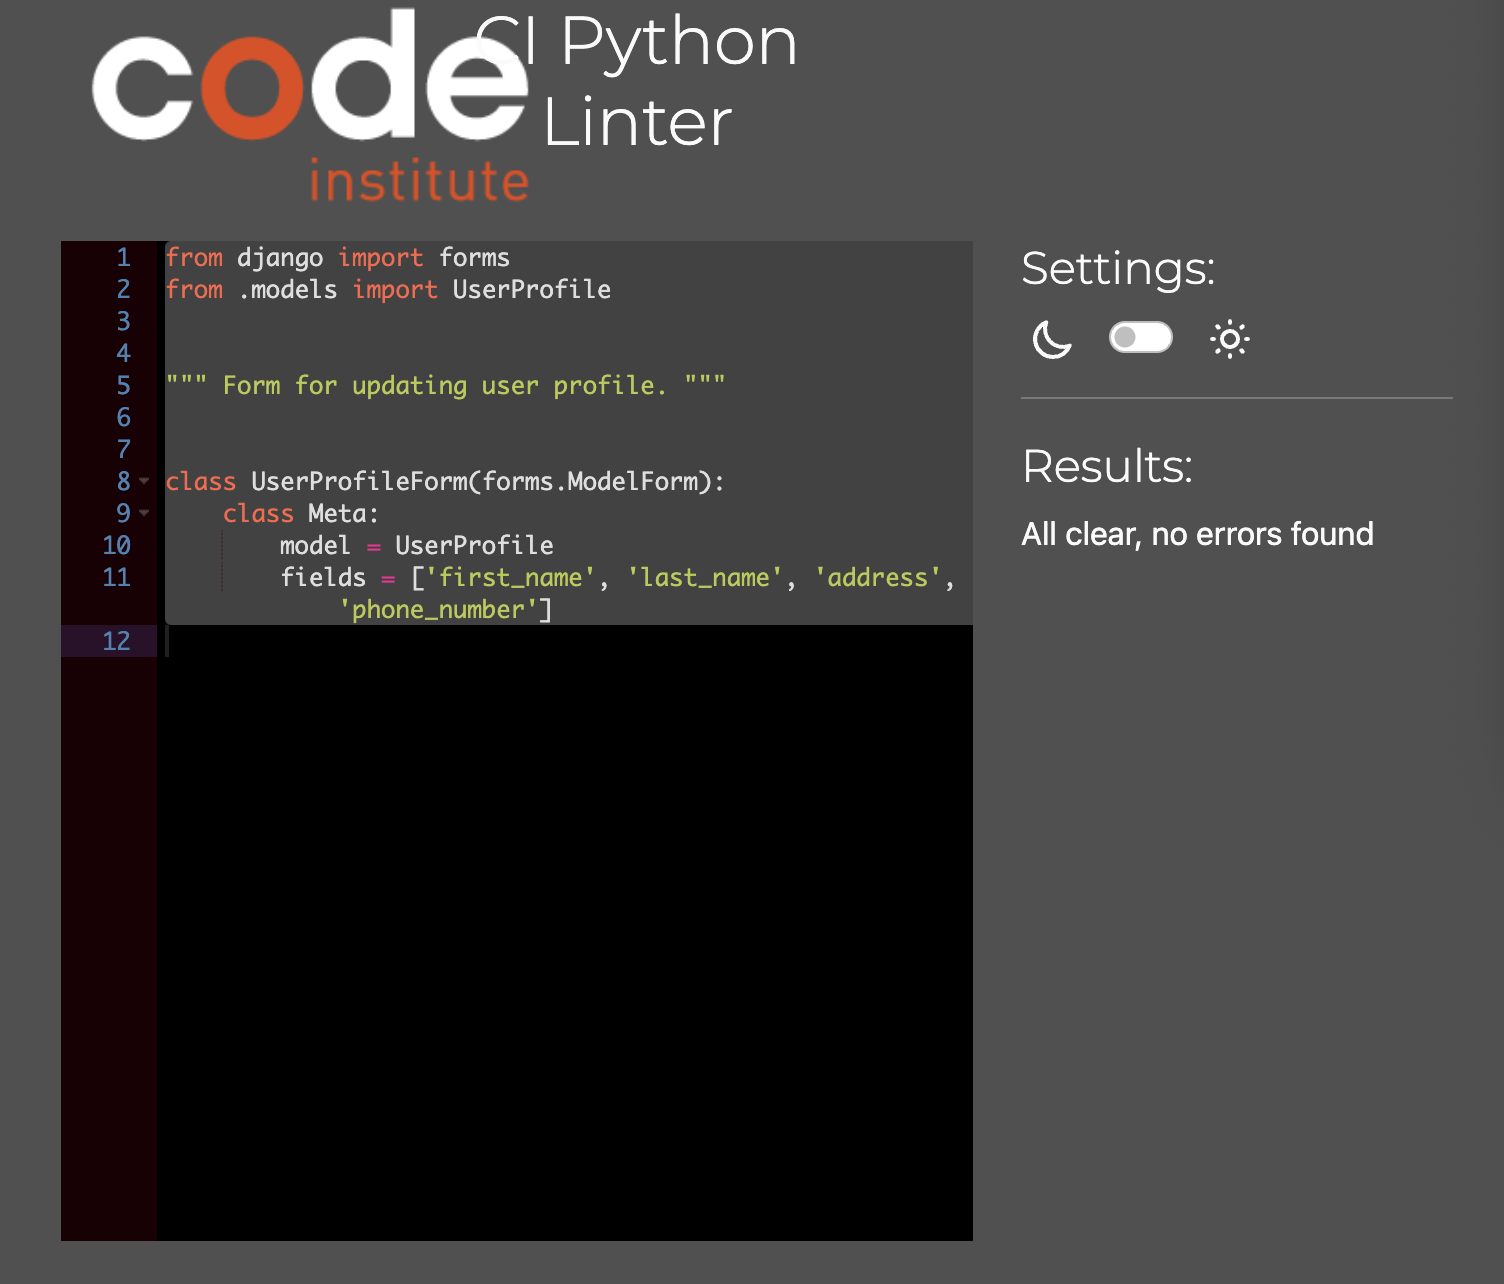 code
institute
CI Python
Linter
1 from django import forms
2 from .models import UserProfile
3
4
5 """ Form for updating user profile. """
6
7
8 class UserProfileForm(forms.ModelForm):
9     class Meta:
10         model = UserProfile
11         fields = ['first_name', 'last_name', 'address',
            'phone_number']
12
Settings:
Results:
All clear, no errors found